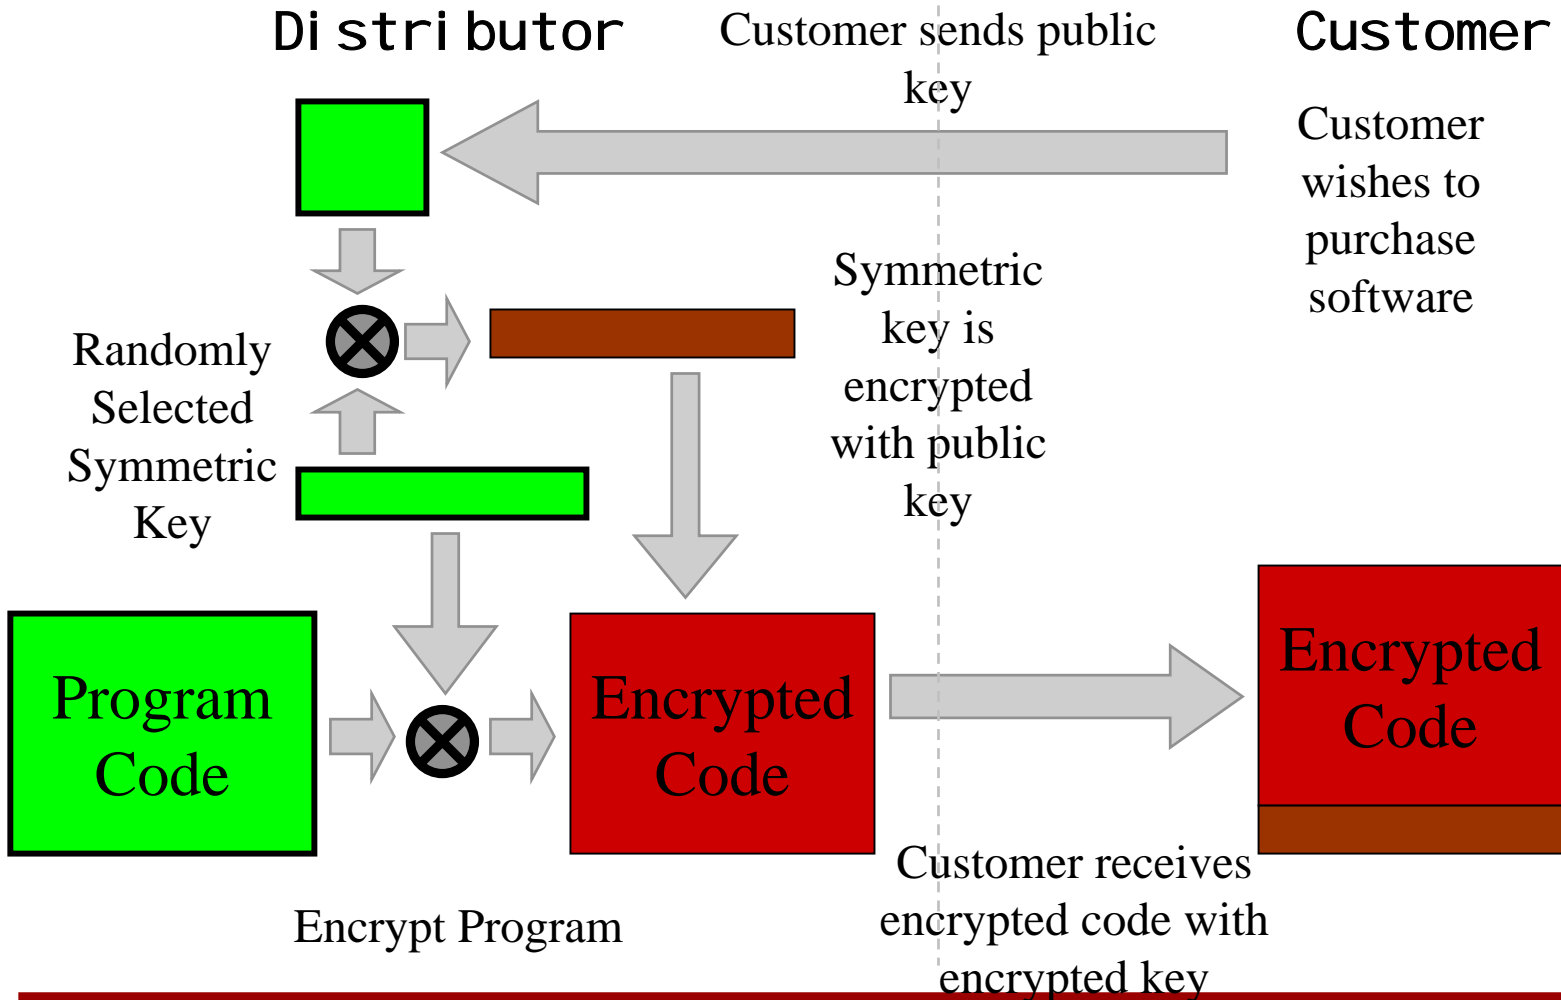 Distributor
Customer sends public
key
Customer
Customer
wishes to
purchase
software
Symmetric
key is
encrypted
with public
key
Randomly
Selected
Symmetric
Key
Program
Code
Encrypted
Code
Encrypted
Code
Encrypt Program
Customer receives
encrypted code with
encrypted key